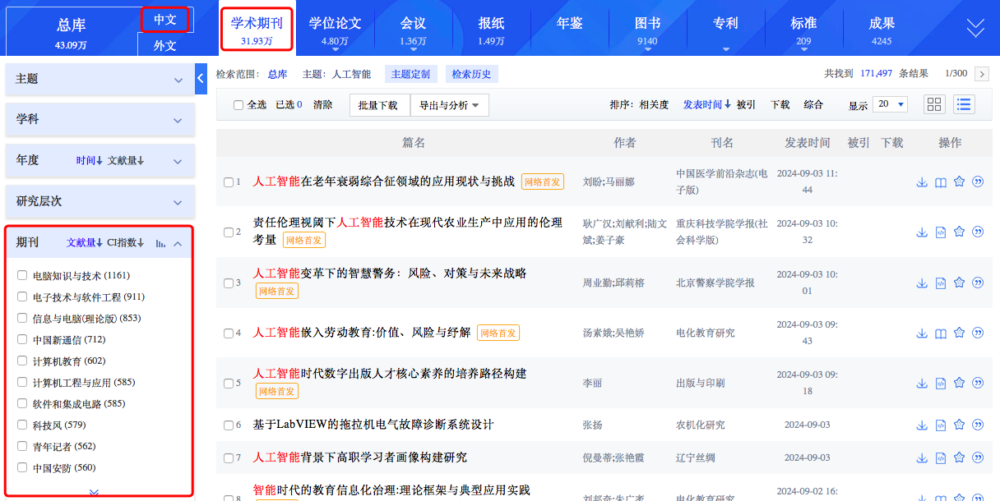 总库
43.09万
中文
外文
学术期刊
31.93万
学位论文
4.80万
会议
1.36万
报纸
1.49万
年鉴
图书
9140
专利
标准
209
成果
4245
主题
学科
年度 时间↓ 文献量↓
研究层次
期刊 文献量↓ CI指数↓
电脑知识与技术 (1161)
电子技术与软件工程 (911)
信息与电脑(理论版) (853)
中国新通信 (712)
计算机教育 (602)
计算机工程与应用 (585)
软件和集成电路 (585)
科技风 (579)
青年记者 (562)
中国安防 (560)
检索范围: 总库 主题: 人工智能 主题定制 检索历史 共找到 171,497 条结果 1/300
全选 已选 0 清除 批量下载 导出与分析 排序: 相关度 发表时间↓ 被引 下载 综合 显示 20
篇名 作者 刊名 发表时间 被引 下载 操作
1 人工智能在老年衰弱综合征领域的应用现状与挑战 网络首发 刘盼;马丽娜 中国医学前沿杂志(电
子版) 2024-09-03 11:
44
2 责任伦理视阈下人工智能技术在现代农业生产中应用的伦理
考量 网络首发 耿广汉;刘献利;陆文
斌;姜子豪 重庆科技学院学报(社
会科学版) 2024-09-03 10:
32
3 人工智能变革下的智慧警务: 风险、对策与未来战略
网络首发 周业勤;邱莉榕 北京警察学院学报 2024-09-03 10:
01
4 人工智能嵌入劳动教育:价值、风险与纾解 网络首发 汤素娥;吴艳娇 电化教育研究 2024-09-03 09:
43
5 人工智能时代数字出版人才核心素养的培养路径构建
网络首发 李丽 出版与印刷 2024-09-03 09:
18
6 基于LabVIEW的拖拉机电气故障诊断系统设计 张扬 农机化研究 2024-09-03
7 人工智能背景下高职学习者画像构建研究 倪曼蒂;张艳霞 辽宁丝绸 2024-09-03
8 智能时代的教育信息化治理:理论框架与典型应用实践 刘邦奇;朱广孝 电化教育研究 2024-09-02 16: